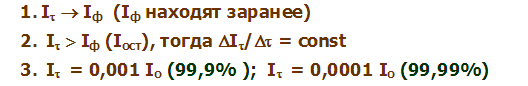 1. Iτ → Iф (Iф находят заранее)
2. Iτ > Iф (Iост), тогда ΔIτ/Δτ = const
3. Iτ = 0,001 Io (99,9% ); Iτ = 0,0001 Io (99,99%)